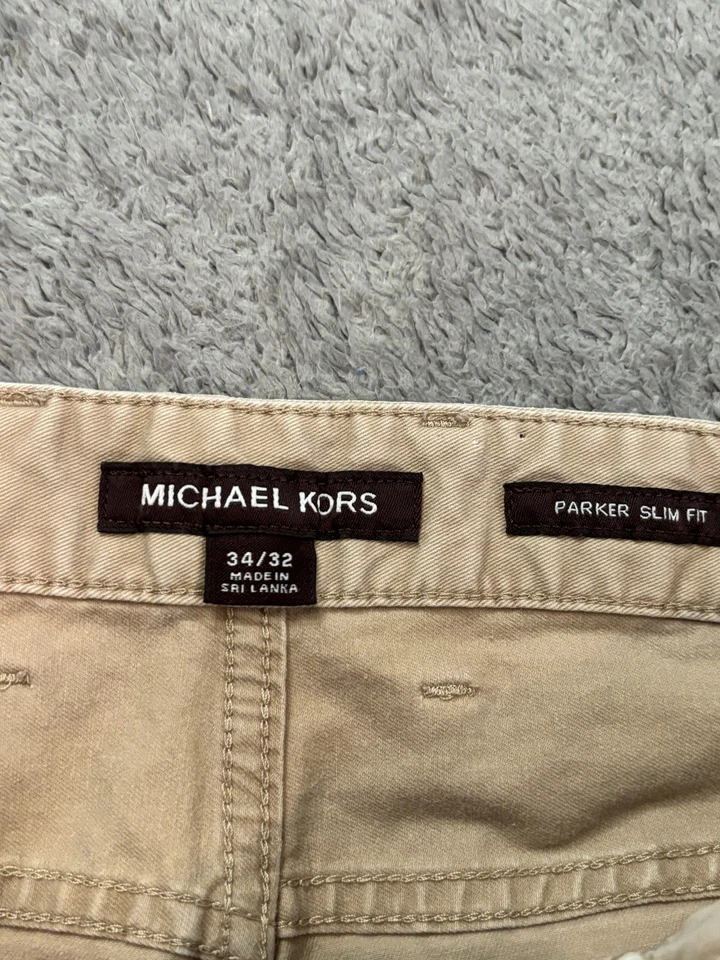 MICHAEL KORS
34/32
MADE IN
SRI LANKA
PARKER SLIM FIT